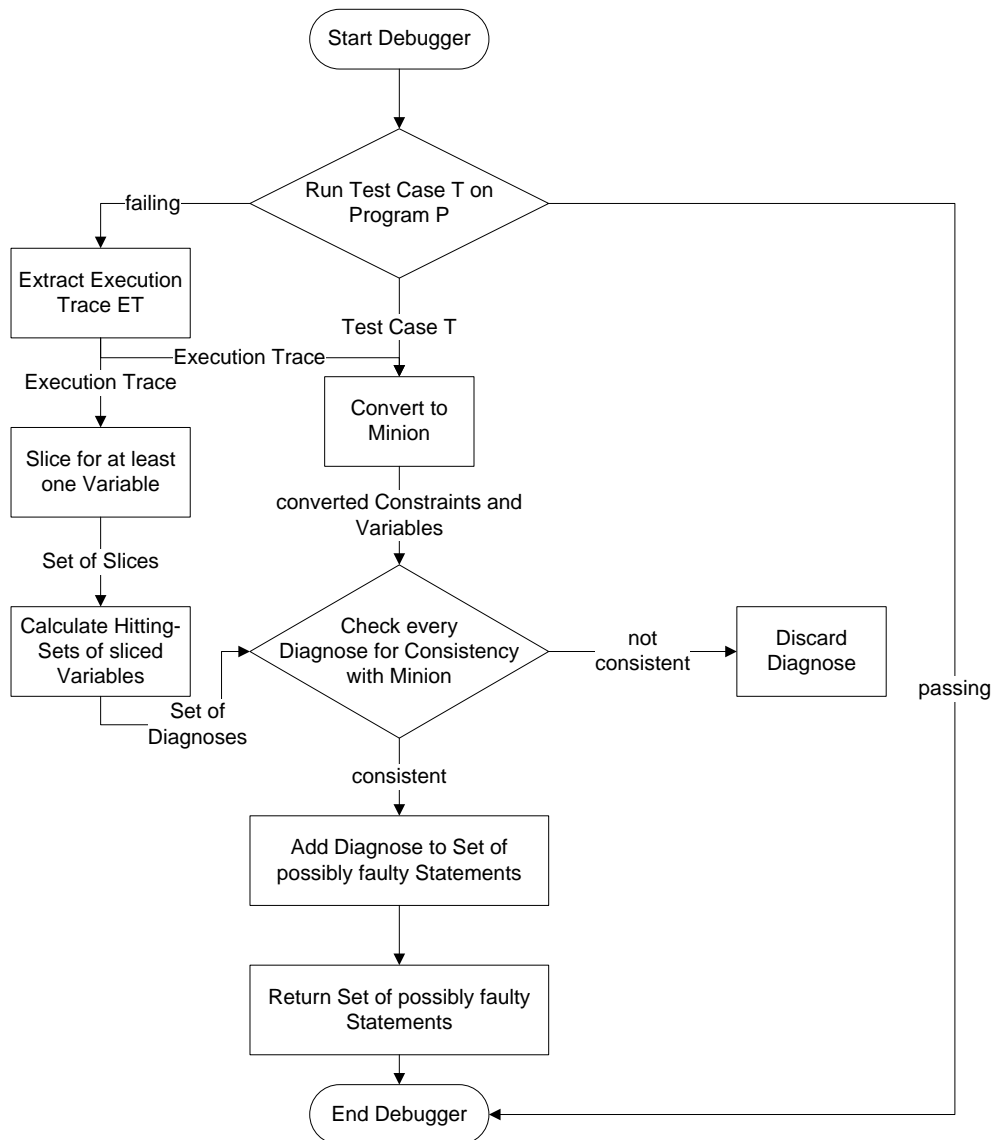 Start Debugger
Run Test Case T on
Program P
failing
Extract Execution
Trace ET
Test Case T
Execution Trace
Execution Trace
Convert to
Minion
Slice for at least
one Variable
converted Constraints and
Variables
Set of Slices
Calculate Hitting-
Sets of sliced
Variables
Check every
Diagnose for Consistency
with Minion
not
consistent
Discard
Diagnose
passing
Set of
Diagnoses
consistent
Add Diagnose to Set of
possibly faulty Statements
Return Set of possibly faulty
Statements
End Debugger